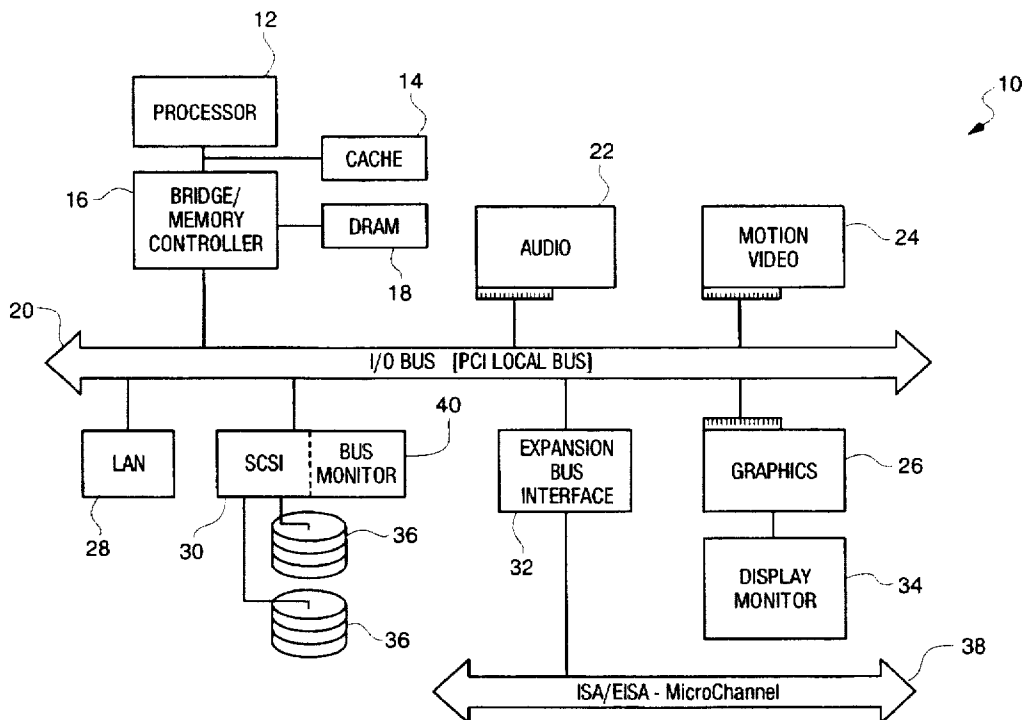 12
PROCESSOR
14
CACHE
10
16
BRIDGE/
MEMORY
CONTROLLER
DRAM
18
22
AUDIO
MOTION
VIDEO
24
20
I/O BUS [PCI LOCAL BUS]
LAN
28
SCSI
BUS
MONITOR
40
30
36
36
EXPANSION
BUS
INTERFACE
32
GRAPHICS
26
DISPLAY
MONITOR
34
38
ISA/EISA - MicroChannel